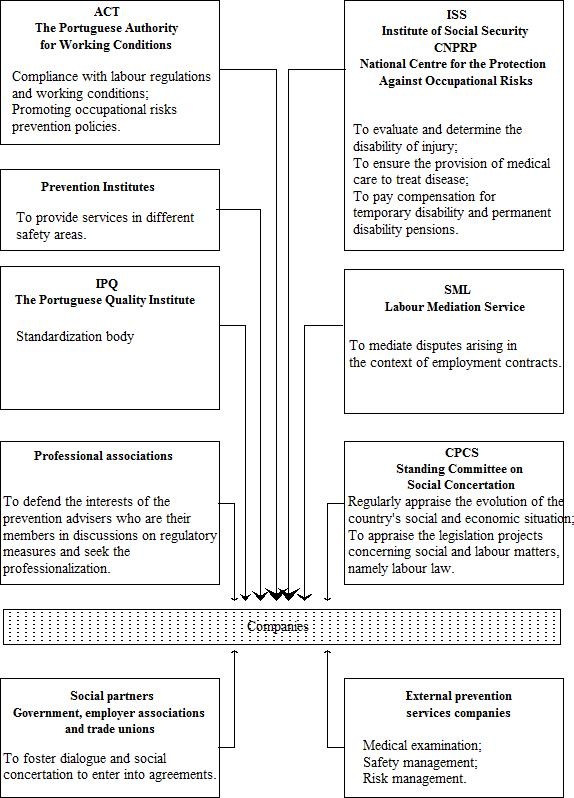 ACT
The Portuguese Authority
for Working Conditions
Compliance with labour regulations
and working conditions;
Promoting occupational risks
prevention policies.
ISS
Institute of Social Security
CNPRP
National Centre for the Protection
Against Occupational Risks
To evaluate and determine the
disability of injury;
To ensure the provision of medical
care to treat disease;
To pay compensation for
temporary disability and permanent
disability pensions.
Prevention Institutes
To provide services in different
safety areas.
IPQ
The Portuguese Quality Institute
Standardization body
SML
Labour Mediation Service
To mediate disputes arising in
the context of employment contracts.
Professional associations
To defend the interests of the
prevention advisers who are their
members in discussions on regulatory
measures and seek the
professionalization.
CPCS
Standing Committee on
Social Concertation
Regularly appraise the evolution of the
country's social and economic situation;
To appraise the legislation projects
concerning social and labour matters,
namely labour law.
Companies
Social partners
Government, employer associations
and trade unions
To foster dialogue and social
concertation to enter into agreements.
External prevention
services companies
Medical examination;
Safety management;
Risk management.